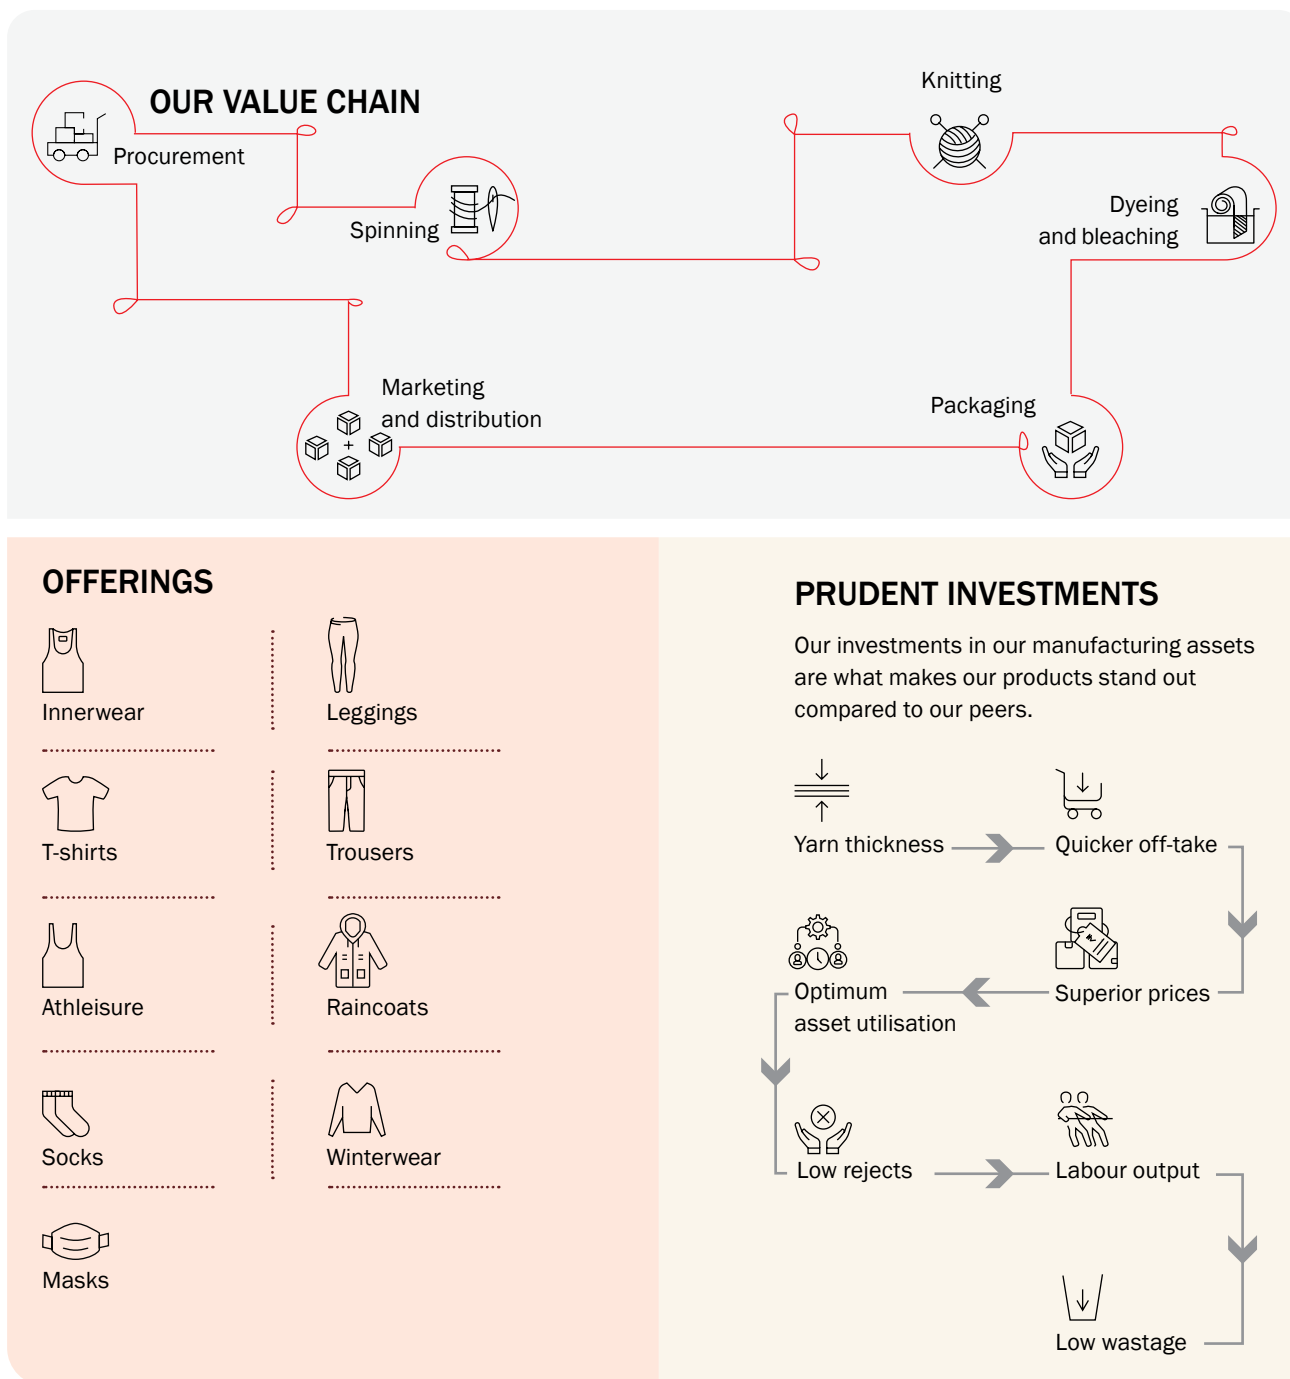 OUR VALUE CHAIN
Procurement
Spinning
Knitting
Dyeing
and bleaching
Packaging
Marketing
and distribution
OFFERINGS
Innerwear
Leggings
T-shirts
Trousers
Athleisure
Raincoats
Socks
Winterwear
Masks
PRUDENT INVESTMENTS
Our investments in our manufacturing assets
are what makes our products stand out
compared to our peers.
Yarn thickness
Quicker off-take
Superior prices
Optimum
asset utilisation
Low rejects
Labour output
Low wastage